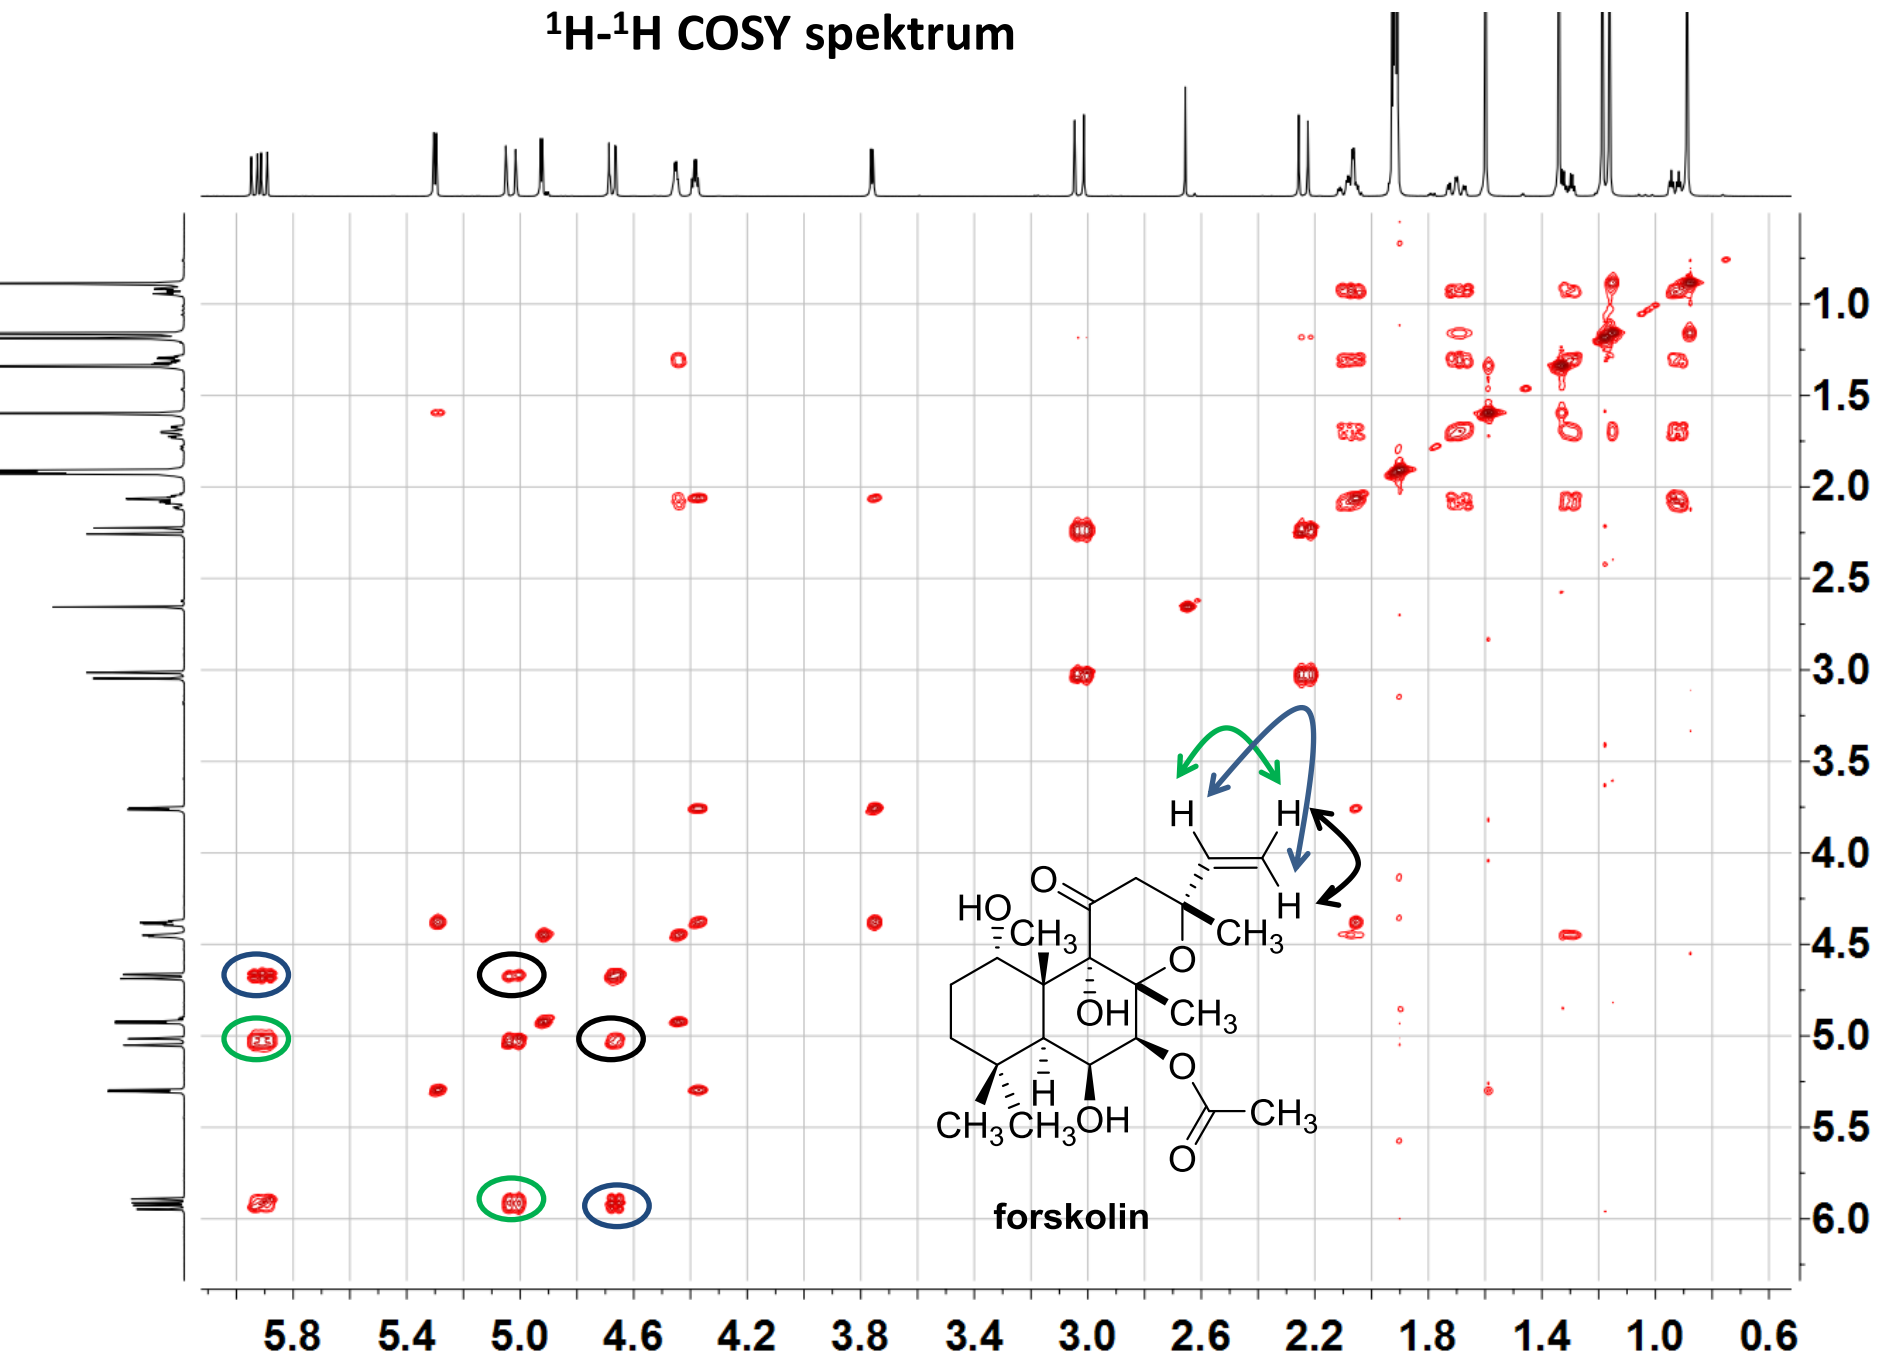 ¹H-¹H COSY spektrum
1.0
1.5
2.0
2.5
3.0
3.5
4.0
4.5
5.0
5.5
6.0
H H
O
HO
CH₃
H
CH₃
O
OH
CH₃
O
H
CH₃
CH₃
OH
CH₃
O
forskolin
5.8 5.4 5.0 4.6 4.2 3.8 3.4 3.0 2.6 2.2 1.8 1.4 1.0 0.6